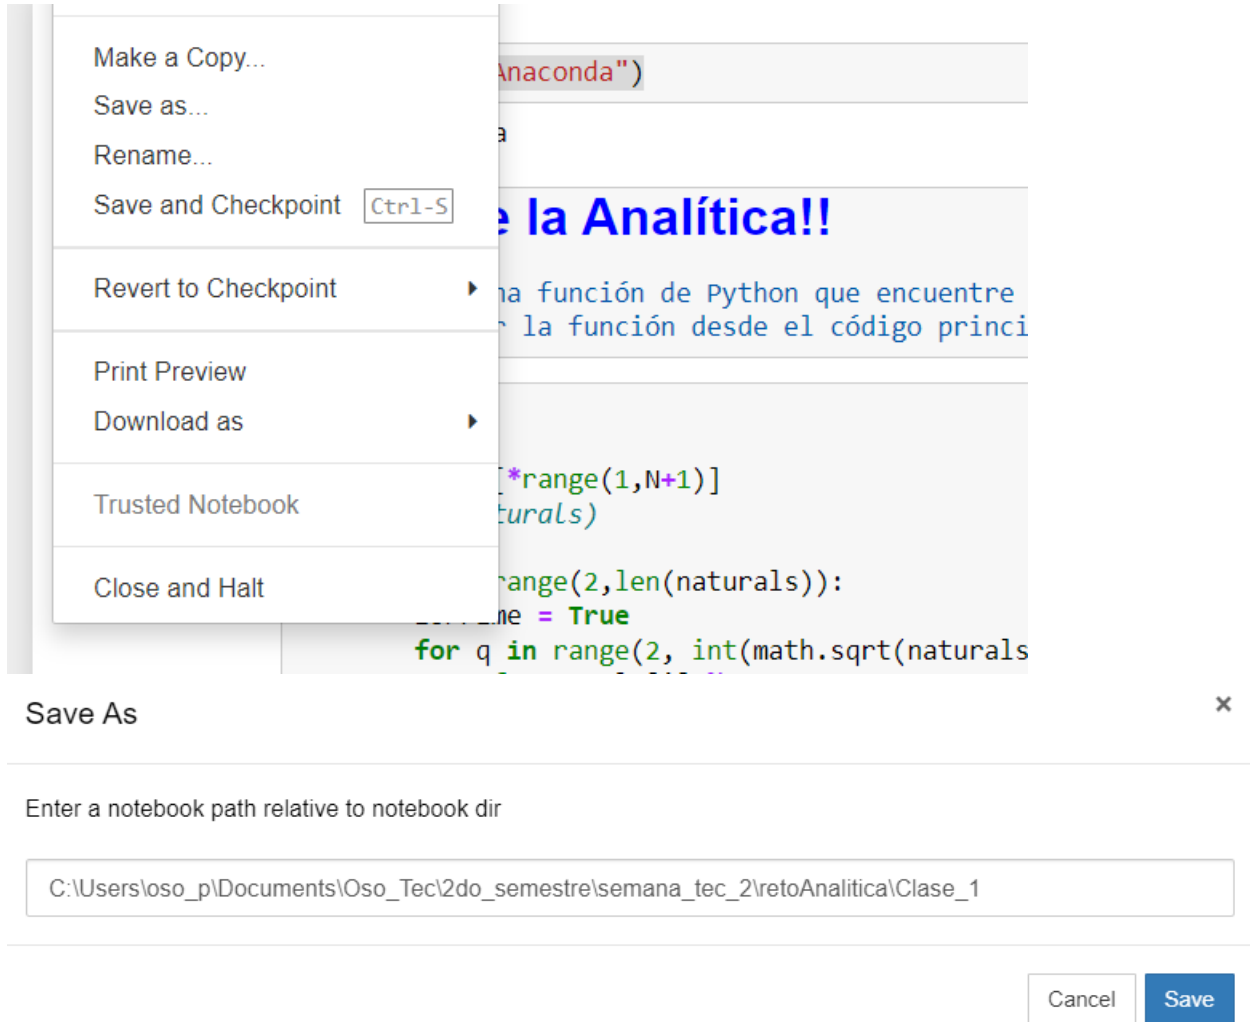 Make a Copy...
Anaconda")
Save as...
a
Rename...
Save and Checkpoint Ctrl-S
e la Analítica!!
Revert to Checkpoint
na función de Python que encuentre
r la función desde el código princi
Print Preview
Download as
[*range(1,N+1)]
Trusted Notebook
turals)
range(2,len(naturals)):
Close and Halt
me = True
for q in range(2, int(math.sqrt(naturals
Save As
×
Enter a notebook path relative to notebook dir
C:\Users\oso_p\Documents\Oso_Tec\2do_semestre\semana_tec_2\retoAnalitica\Clase_1
Cancel Save